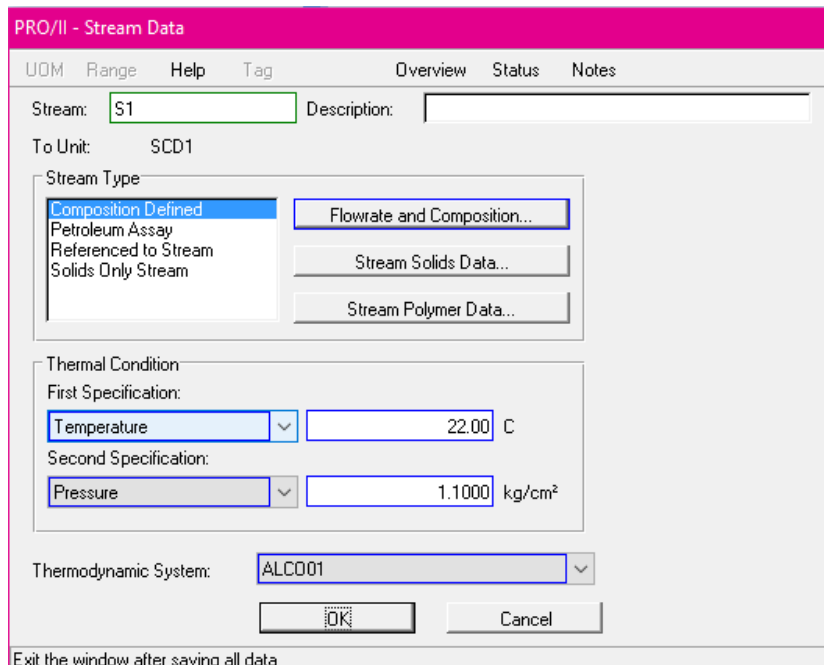 PRO/II - Stream Data
UOM Range Help Tag Overview Status Notes
Stream: S1 Description:
To Unit: SCD1
Stream Type
Composition Defined
Petroleum Assay
Referenced to Stream
Solids Only Stream
Flowrate and Composition...
Stream Solids Data...
Stream Polymer Data...
Thermal Condition
First Specification:
Temperature 22.00 C
Second Specification:
Pressure 1.1000 kg/cm²
Thermodynamic System: ALCO01
OK Cancel
Exit the window after saving all data